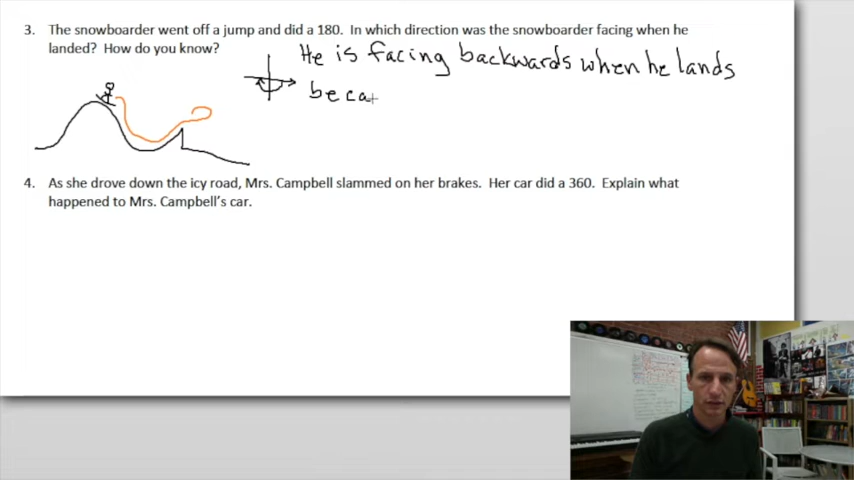 3. The snowboarder went off a jump and did a 180. In which direction was the snowboarder facing when he
landed? How do you know?
He is facing backwards when he lands
beca
4. As she drove down the icy road, Mrs. Campbell slammed on her brakes. Her car did a 360. Explain what
happened to Mrs. Campbell's car.